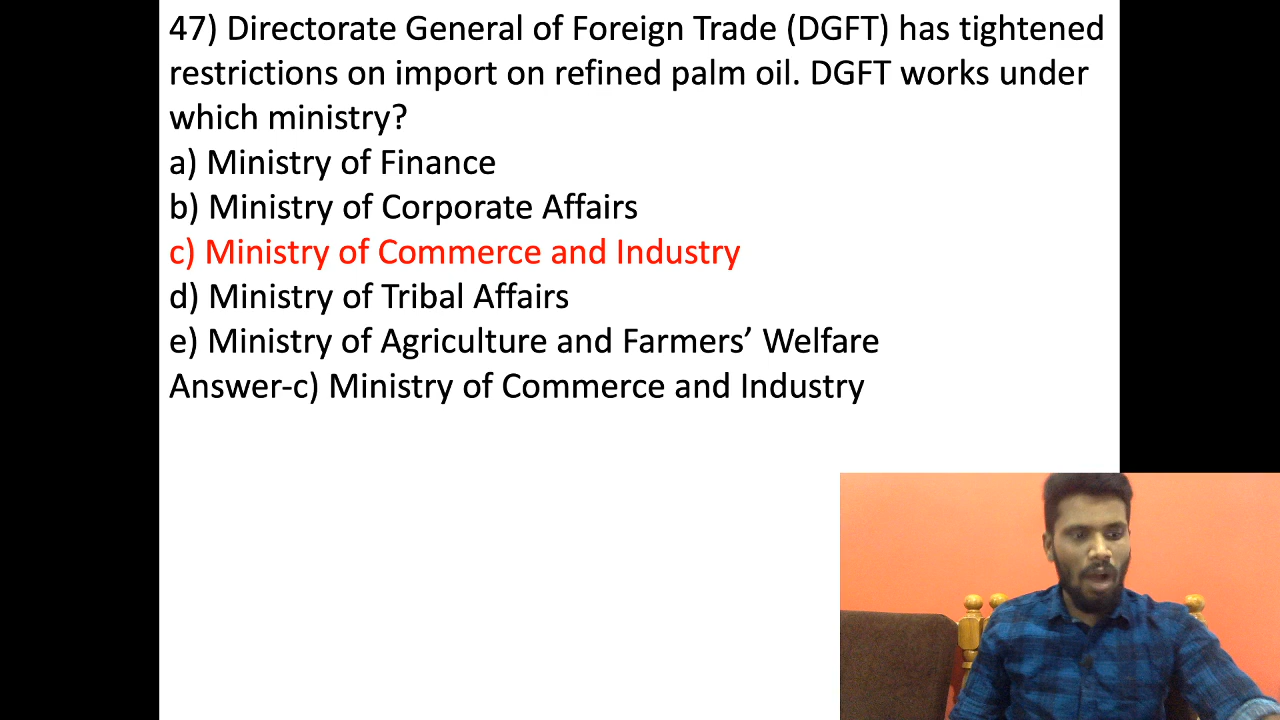 47) Directorate General of Foreign Trade (DGFT) has tightened
restrictions on import on refined palm oil. DGFT works under
which ministry?
a) Ministry of Finance
b) Ministry of Corporate Affairs
c) Ministry of Commerce and Industry
d) Ministry of Tribal Affairs
e) Ministry of Agriculture and Farmers’ Welfare
Answer-c) Ministry of Commerce and Industry